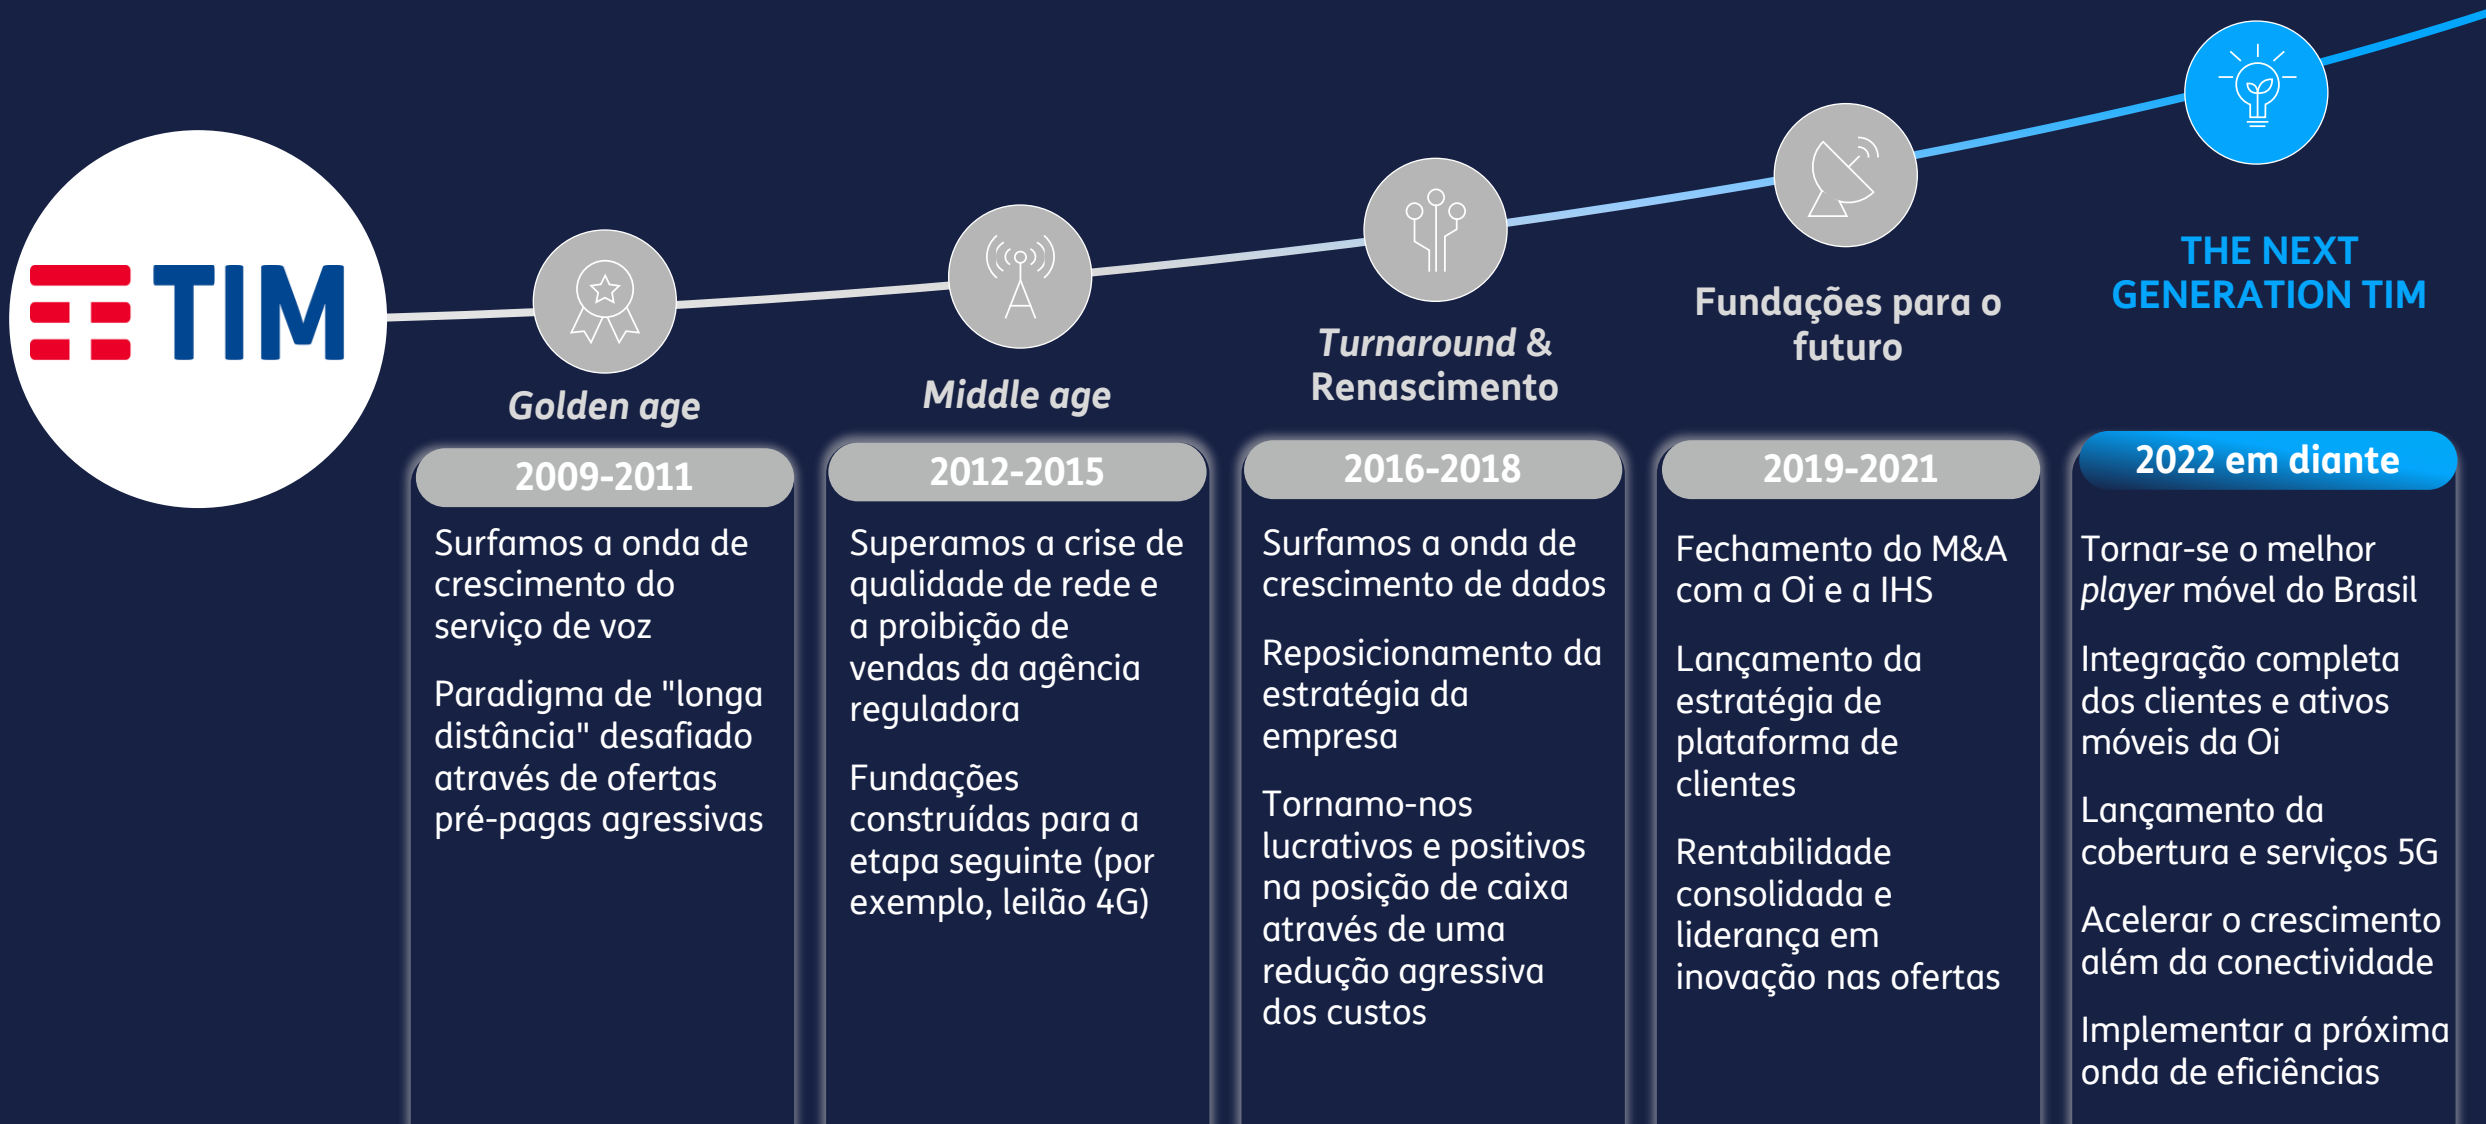 TIM
Golden age
2009-2011
Surfamos a onda de
crescimento do
serviço de voz
Paradigma de "longa
distância" desafiado
através de ofertas
pré-pagas agressivas
Middle age
2012-2015
Superamos a crise de
qualidade de rede e
a proibição de
vendas da agência
reguladora
Fundações
construídas para a
etapa seguinte (por
exemplo, leilão 4G)
Turnaround &
Renascimento
2016-2018
Surfamos a onda de
crescimento de dados
Reposicionamento da
estratégia da
empresa
Tornamo-nos
lucrativos e positivos
na posição de caixa
através de uma
redução agressiva
dos custos
Fundações para o
futuro
2019-2021
Fechamento do M&A
com a Oi e a IHS
Lançamento da
estratégia de
plataforma de
clientes
Rentabilidade
consolidada e
liderança em
inovação nas ofertas
THE NEXT
GENERATION TIM
2022 em diante
Tornar-se o melhor
player móvel do Brasil
Integração completa
dos clientes e ativos
móveis da Oi
Lançamento da
cobertura e serviços 5G
Acelerar o crescimento
além da conectividade
Implementar a próxima
onda de eficiências